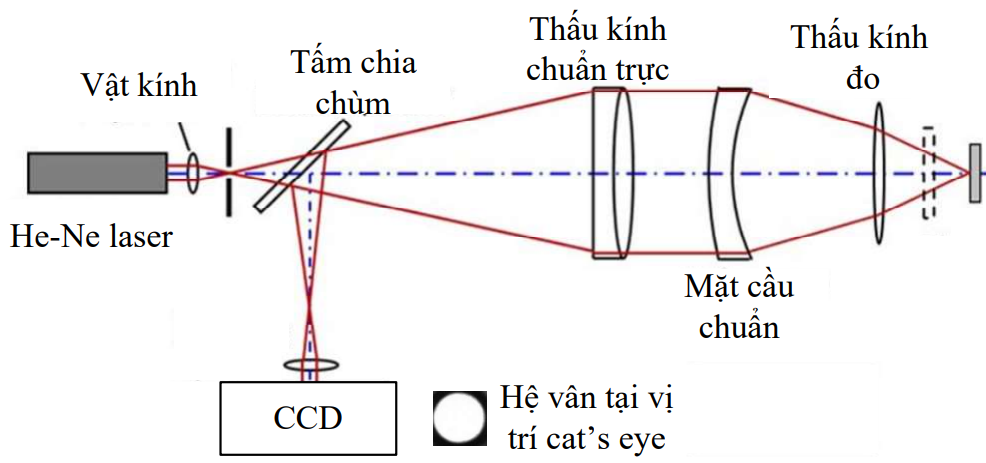 Vật kính
Tấm chia
chùm
Thấu kính
chuẩn trực
Thấu kính
đo
He-Ne laser
Mặt cầu
chuẩn
CCD
Hệ vân tại vị
trí cat's eye